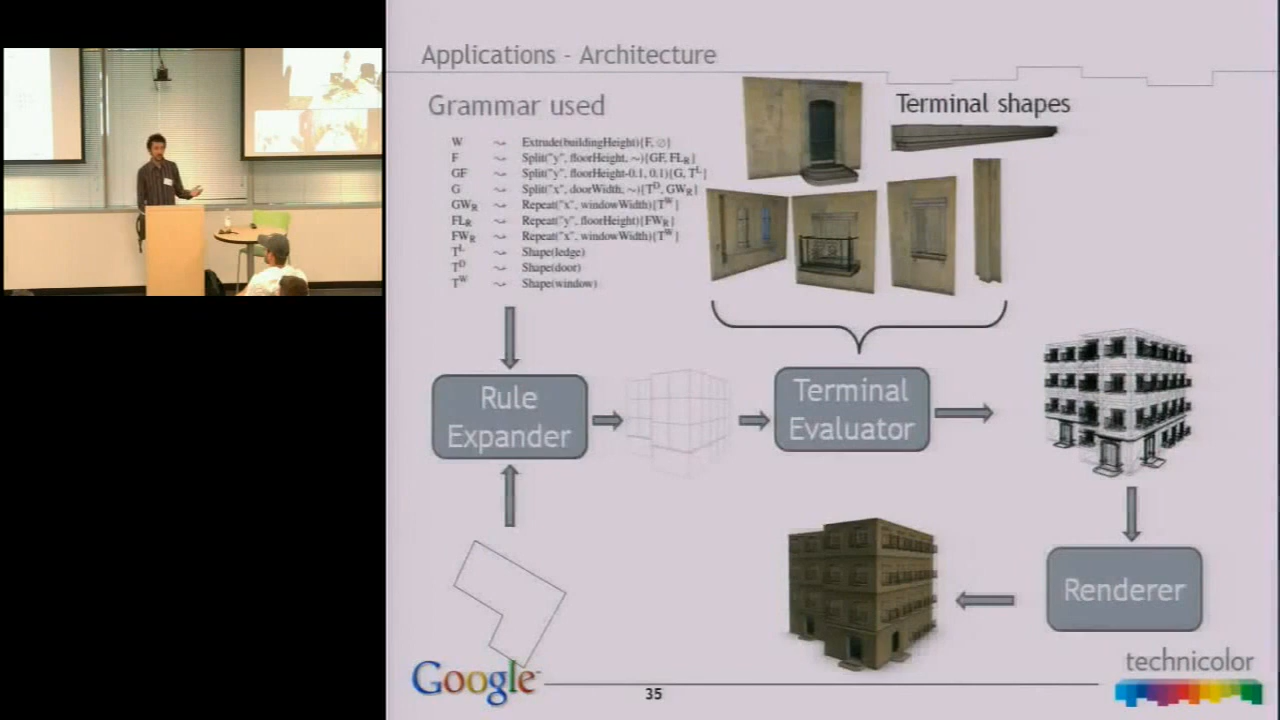 Applications - Architecture
Grammar used
Terminal shapes
W ⤳ Extrude(buildingHeight){F, ∅}
F ⤳ Split("y", floorHeight, ~){GF, FLR}
GF ⤳ Split("y", floorHeight-0.1, 0.1){G, TL}
G ⤳ Split("x", doorWidth, ~){TD, GWR}
GWR ⤳ Repeat("x", windowWidth){TW}
FLR ⤳ Repeat("y", floorHeight){FWR}
FWR ⤳ Repeat("x", windowWidth){TW}
TL ⤳ Shape(ledge)
TD ⤳ Shape(door)
TW ⤳ Shape(window)
Rule
Expander
Terminal
Evaluator
Renderer
Google
35
technicolor